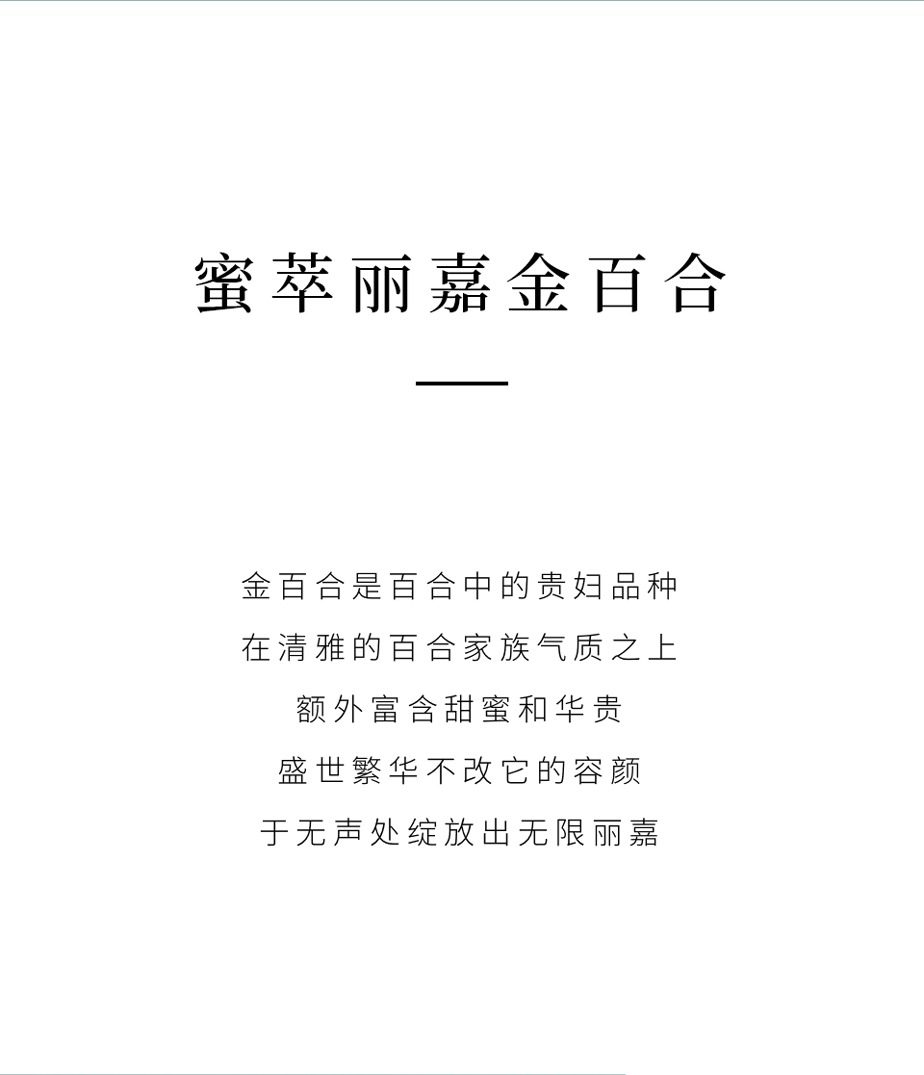 蜜萃丽嘉金百合
金百合是百合中的贵妇品种
在清雅的百合家族气质之上
额外富含甜蜜和华贵
盛世繁华不改它的容颜
于无声处绽放出无限丽嘉